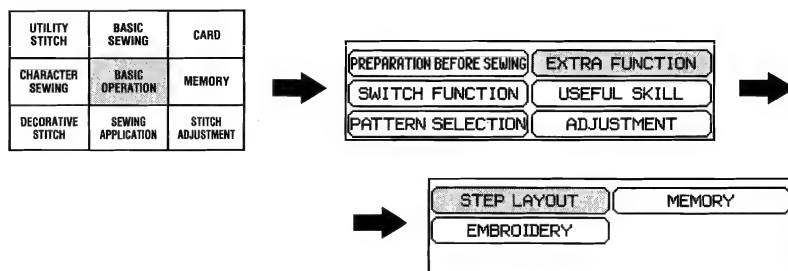 UTILITY
STITCH
BASIC
SEWING
CARD
CHARACTER
SEWING
BASIC
OPERATION
MEMORY
DECORATIVE
STITCH
SEWING
APPLICATION
STITCH
ADJUSTMENT
PREPARATION BEFORE SEWING
EXTRA FUNCTION
SWITCH FUNCTION
USEFUL SKILL
PATTERN SELECTION
ADJUSTMENT
STEP LAYOUT
MEMORY
EMBROIDERY